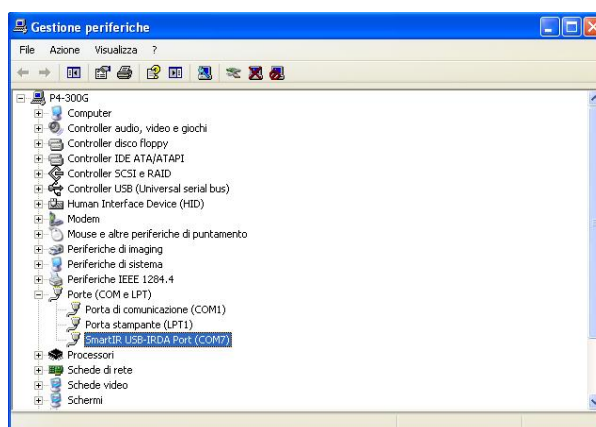 Gestione periferiche
File Azione Visualizza ?
P4-300G
Computer
Controller audio, video e giochi
Controller disco floppy
Controller IDE ATA/ATAPI
Controller SCSI e RAID
Controller USB (Universal serial bus)
Human Interface Device (HID)
Modem
Mouse e altre periferiche di puntamento
Periferiche di imaging
Periferiche di sistema
Periferiche IEEE 1284.4
Porte (COM e LPT)
Porta di comunicazione (COM1)
Porta stampante (LPT1)
SmartIR USB-IRDA Port (COM7)
Processori
Schede di rete
Schede video
Schermi